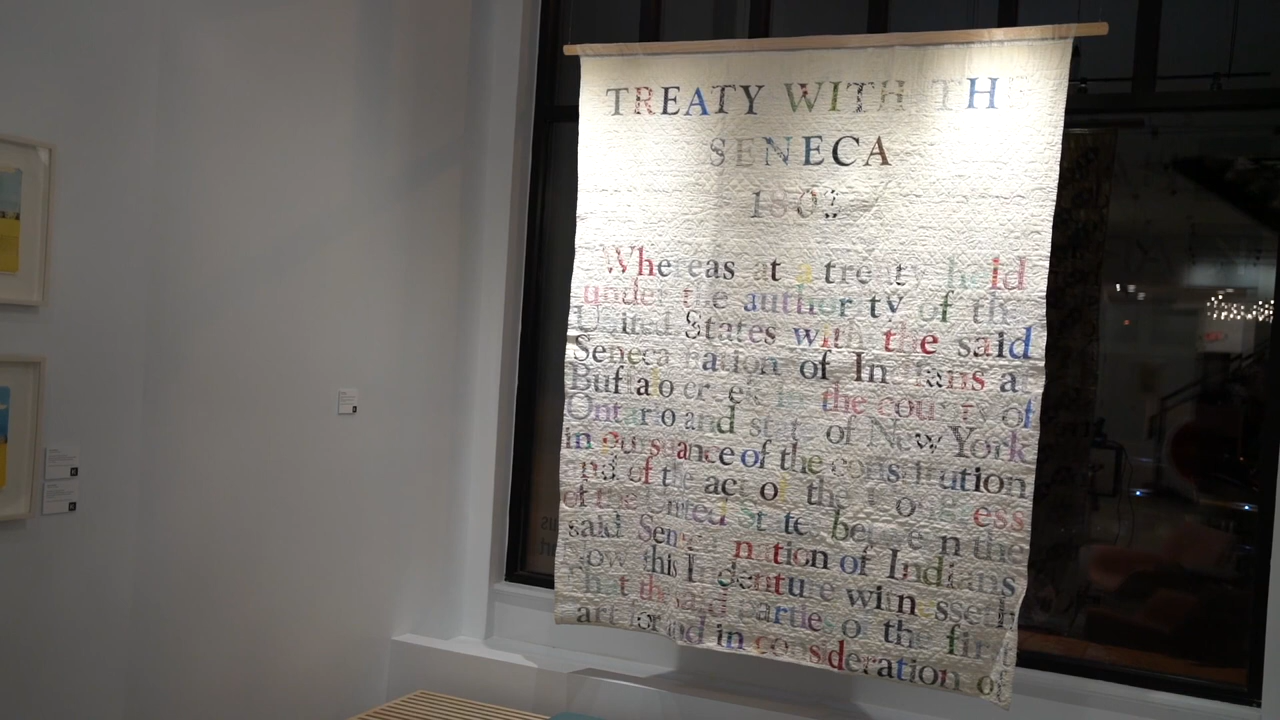 TREATY WITH THE
SENECA
1802
Whereas at a treaty held
under the authority of the
United States with the said
Seneca nation of Indians at
Buffalo creek in the county of
Ontario and state of New York
in pursuance of the constitution
and of the act of the Congress
of the United States between the
said Seneca nation of Indians
Now this Indenture witnesseth
that the said parties of the first
part for and in consideration of